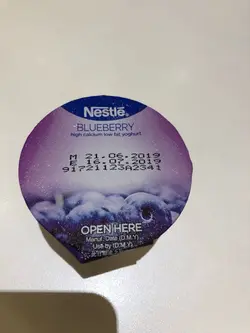 Nestlé
BLUEBERRY
high calcium low fat yoghurt
M 21.06.2019
E 16.07.2019
91721123A2341
OPEN HERE
Manuf. Date (D.M.Y)
Use by (D.M.Y)